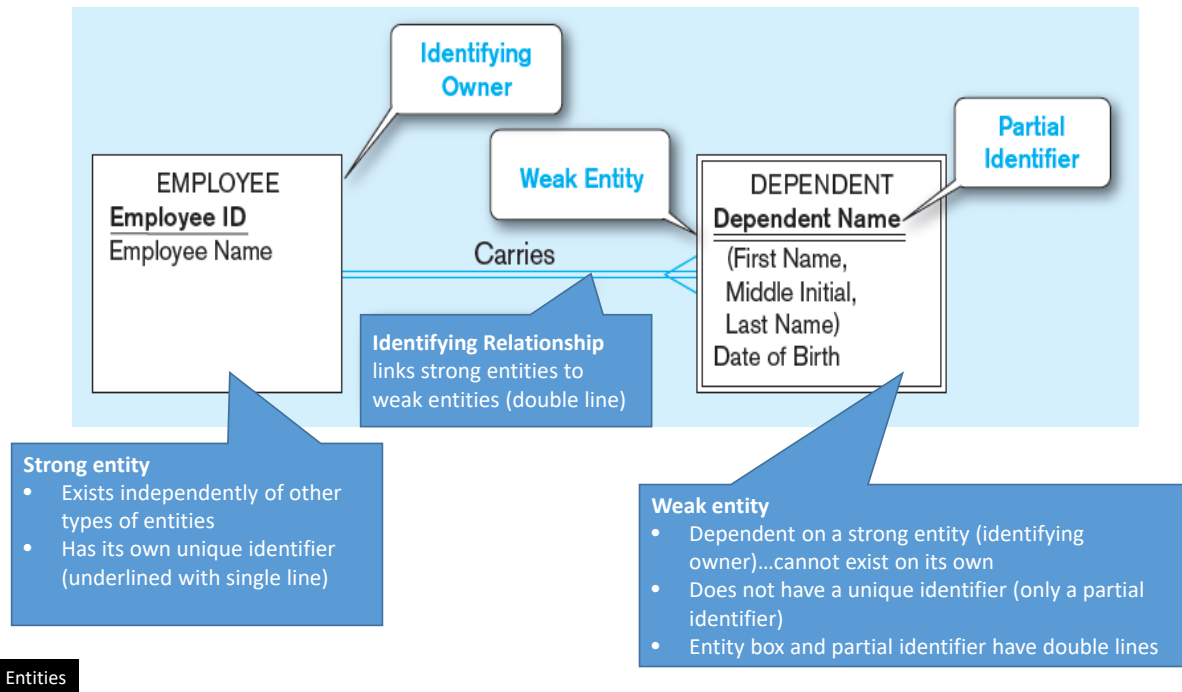 Identifying
Owner
Partial
Identifier
Weak Entity
EMPLOYEE
Employee ID
Employee Name
Carries
DEPENDENT
Dependent Name
(First Name,
Middle Initial,
Last Name)
Date of Birth
Identifying Relationship
links strong entities to
weak entities (double line)
Strong entity
• Exists independently of other
types of entities
• Has its own unique identifier
(underlined with single line)
Weak entity
• Dependent on a strong entity (identifying
owner)…cannot exist on its own
• Does not have a unique identifier (only a partial
identifier)
• Entity box and partial identifier have double lines
Entities